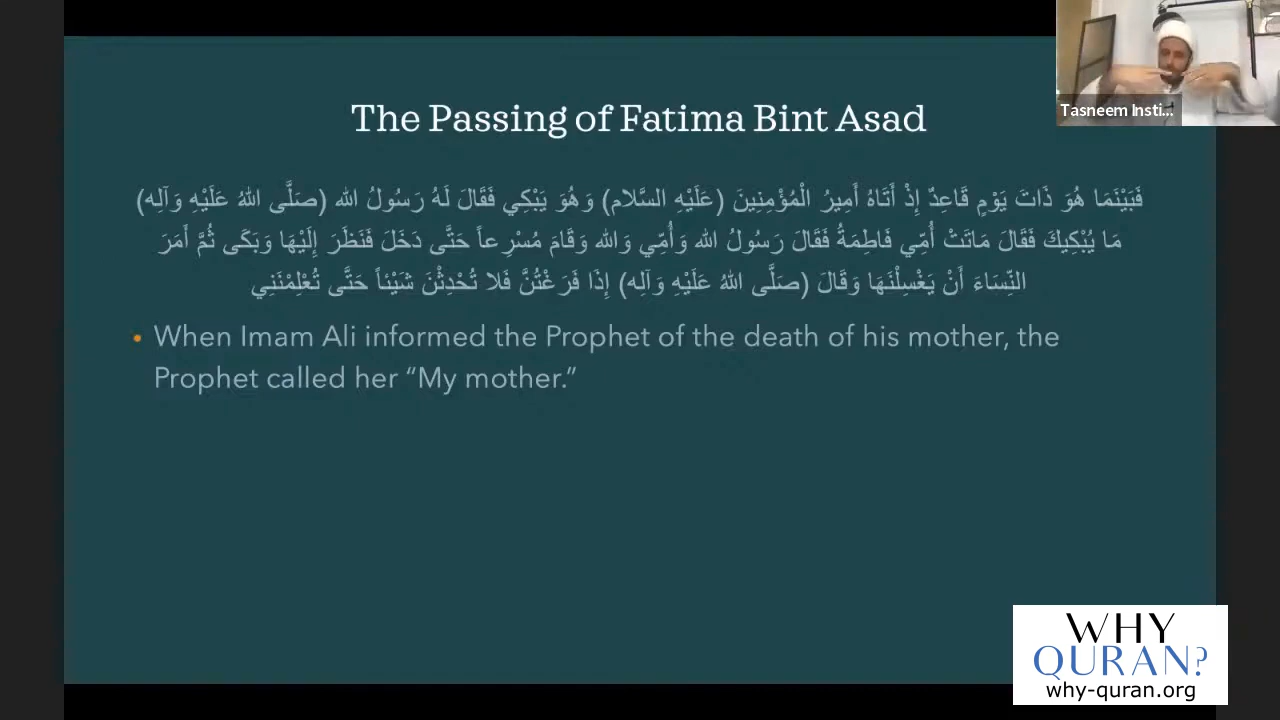 Tasneem Insti...
The Passing of Fatima Bint Asad
فَبَيْنَمَا هُوَ ذَاتَ يَوْمٍ قَاعِدٌ إِذْ أَتَاهُ أَمِيرُ الْمُؤْمِنِينَ (عَلَيْهِ السَّلام) وَهُوَ يَبْكِي فَقَالَ لَهُ رَسُولُ الله (صَلَّى اللهُ عَلَيْهِ وَآلِه)
مَا يُبْكِيكَ فَقَالَ مَاتَتْ أُمِّي فَاطِمَةُ فَقَالَ رَسُولُ الله وَأُمِّي وَالله وَقَامَ مُسْرِعاً حَتَّى دَخَلَ فَنَظَرَ إِلَيْهَا وَبَكَى ثُمَّ أَمَرَ
النِّسَاءَ أَنْ يَغْسِلْنَهَا وَقَالَ (صَلَّى اللهُ عَلَيْهِ وَآلِه) إِذَا فَرَغْتُنَّ فَلا تُحْدِثْنَ شَيْئاً حَتَّى تُعْلِمْنَنِي
• When Imam Ali informed the Prophet of the death of his mother, the
Prophet called her “My mother.”
WHY
QURAN?
why-quran.org